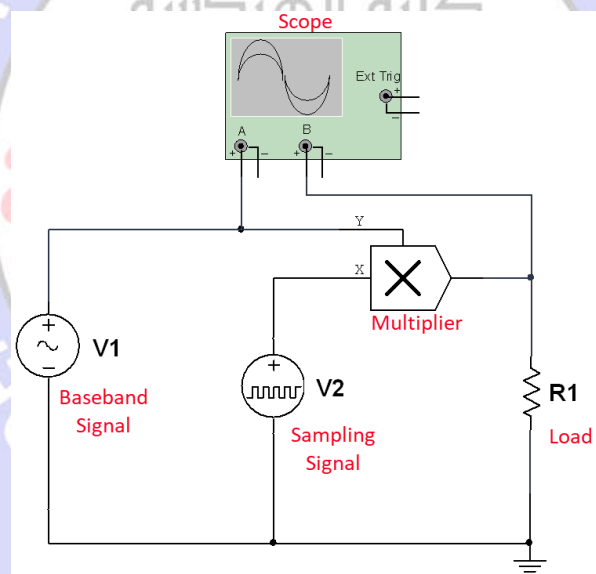 Scope
Ext Trig
+
−
A
B
+
−
+
−
Y
X
Multiplier
+
−
V1
Baseband
Signal
+
V2
Sampling
Signal
R1
Load